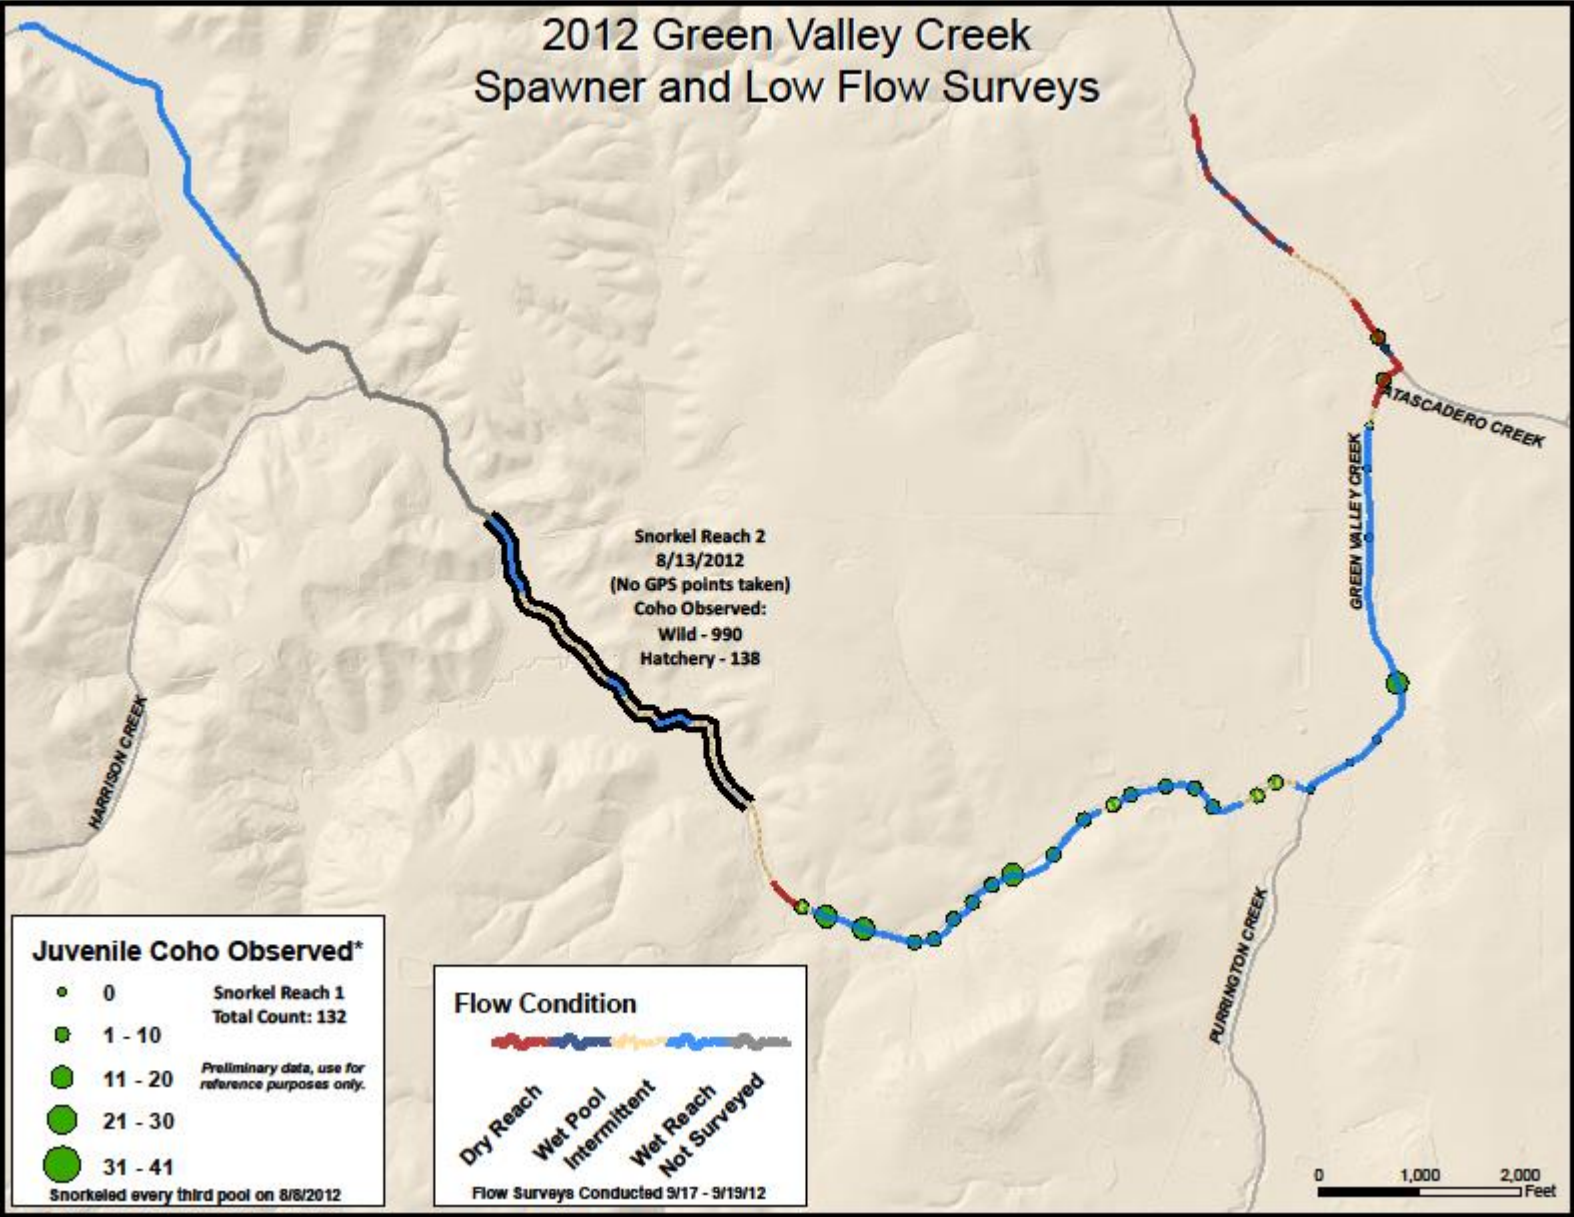 2012 Green Valley Creek
Spawner and Low Flow Surveys
ATASCADERO CREEK
GREEN VALLEY CREEK
Snorkel Reach 2
8/13/2012
(No GPS points taken)
Coho Observed:
Wild - 990
Hatchery - 138
HARRISON CREEK
PURRINGTON CREEK
Juvenile Coho Observed*
0
1 - 10
11 - 20
21 - 30
31 - 41
Snorkel Reach 1
Total Count: 132
Preliminary data, use for
reference purposes only.
Snorkeled every third pool on 8/8/2012
Flow Condition
Dry Reach
Wet Pool
Intermittent
Wet Reach
Not Surveyed
Flow Surveys Conducted 9/17 - 9/19/12
0 1,000 2,000
Feet